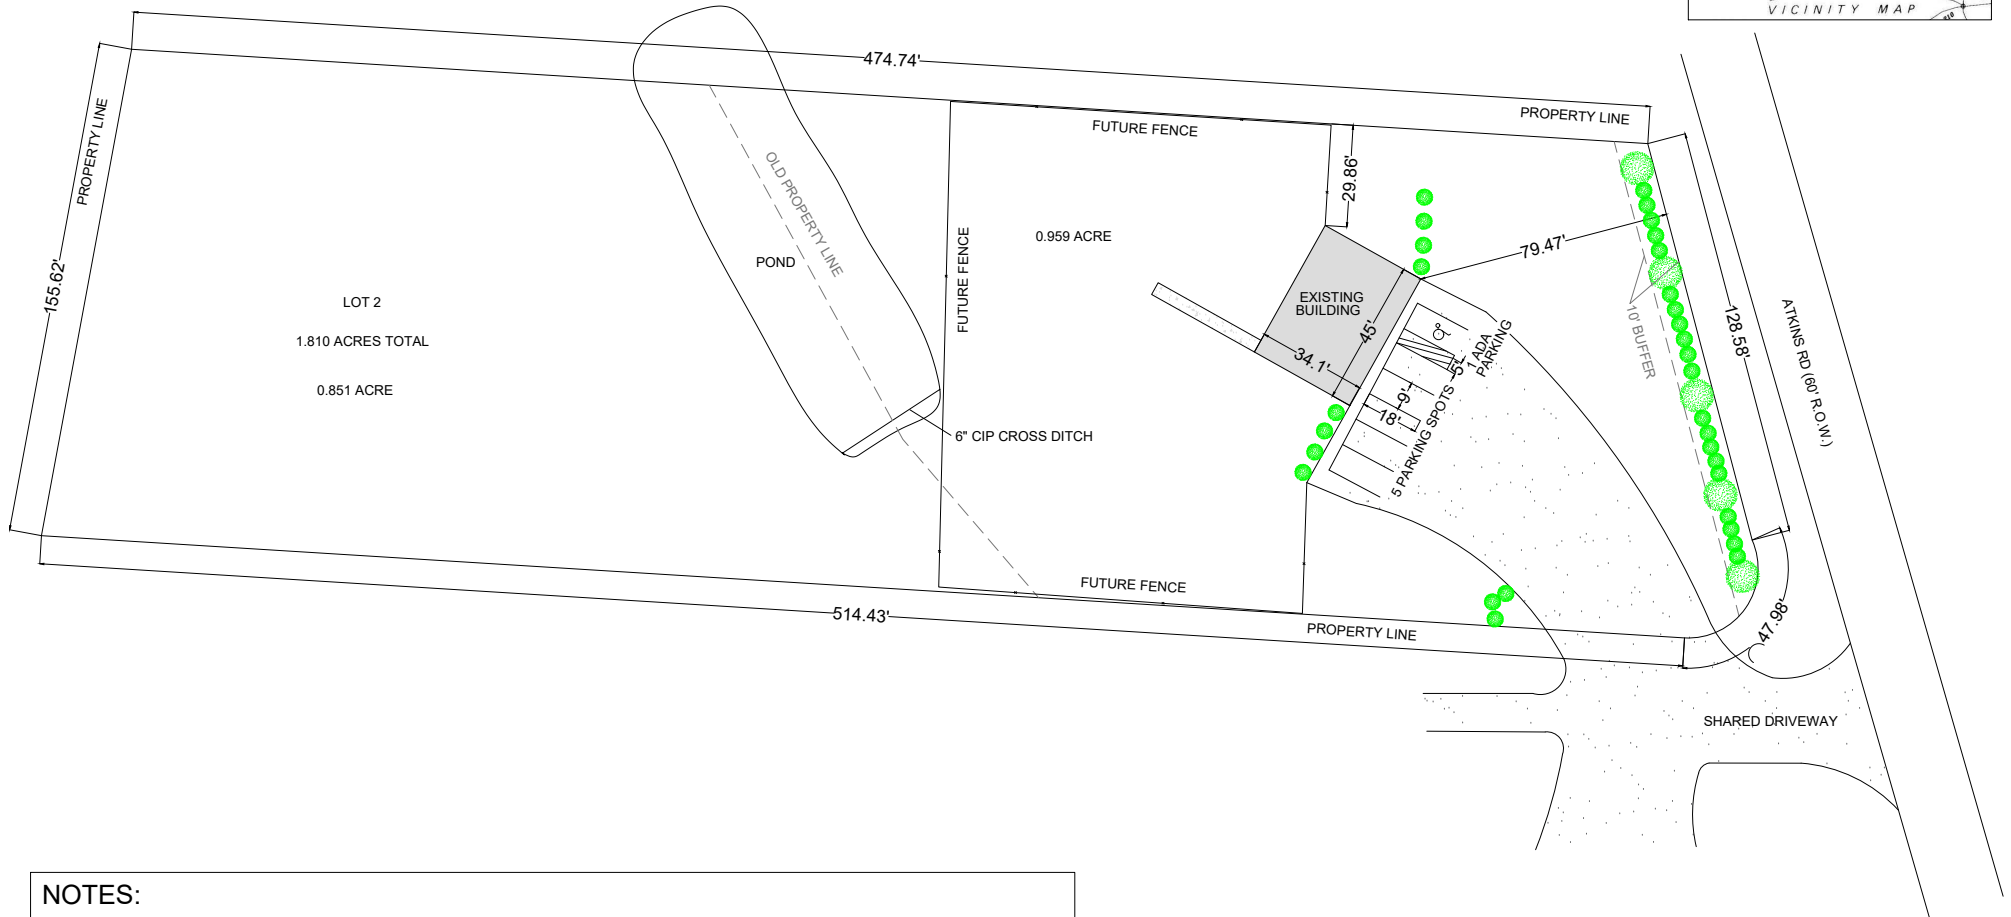 VICINITY MAP
474.74'
PROPERTY LINE
PROPERTY LINE
FUTURE FENCE
29.86'
OLD PROPERTY LINE
0.959 ACRE
FUTURE FENCE
79.47'
POND
155.62'
LOT 2
1.810 ACRES TOTAL
0.851 ACRE
EXISTING
BUILDING
45'
34.1'
1 ADA
PARKING
5'
9'
18'
5 PARKING SPOTS
10' BUFFER
128.58'
ATKINS RD (60' R.O.W.)
6" CIP CROSS DITCH
FUTURE FENCE
514.43'
PROPERTY LINE
47.98'
SHARED DRIVEWAY
NOTES: